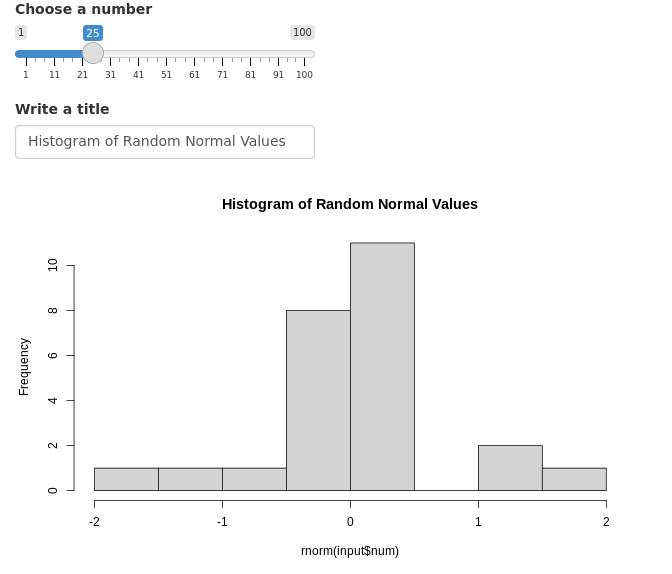 Choose a number
1 25 100
1 11 21 31 41 51 61 71 81 91 100
Write a title
Histogram of Random Normal Values
Histogram of Random Normal Values
10
8
6
4
2
0
Frequency
-2 -1 0 1 2
rnorm(input$num)